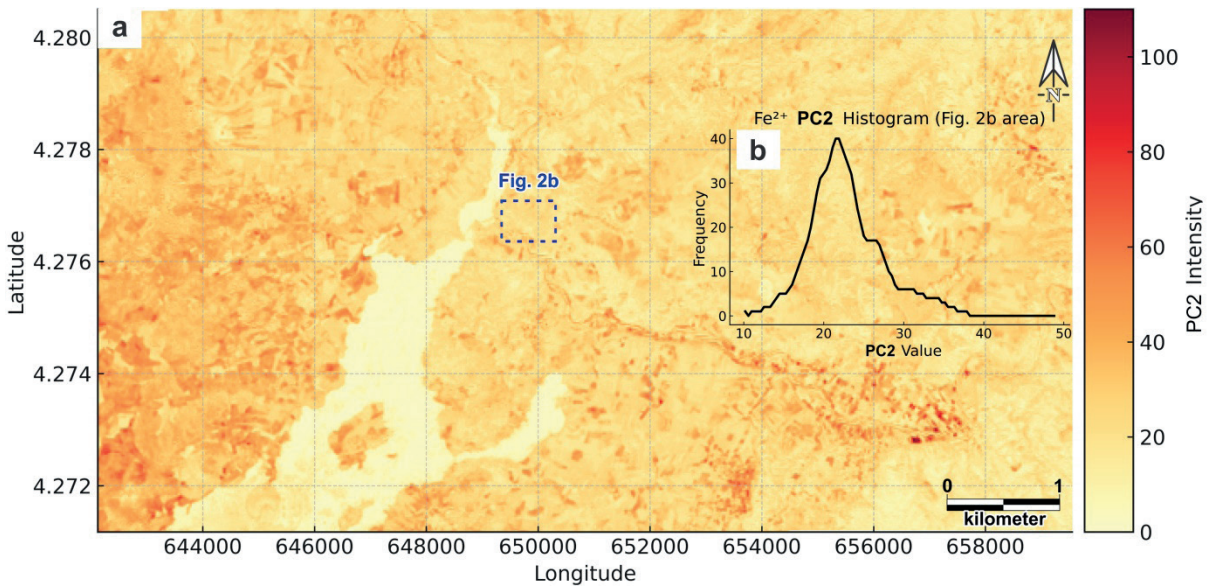 a
4.280
4.278
4.276
4.274
4.272
Latitude
644000 646000 648000 650000 652000 654000 656000 658000
Longitude
Fig. 2b
N
Fe²⁺ PC2 Histogram (Fig. 2b area)
b
40
30
20
10
0
Frequency
10 20 30 40 50
PC2 Value
0 1
kilometer
100
80
60
40
20
0
PC2 Intensity